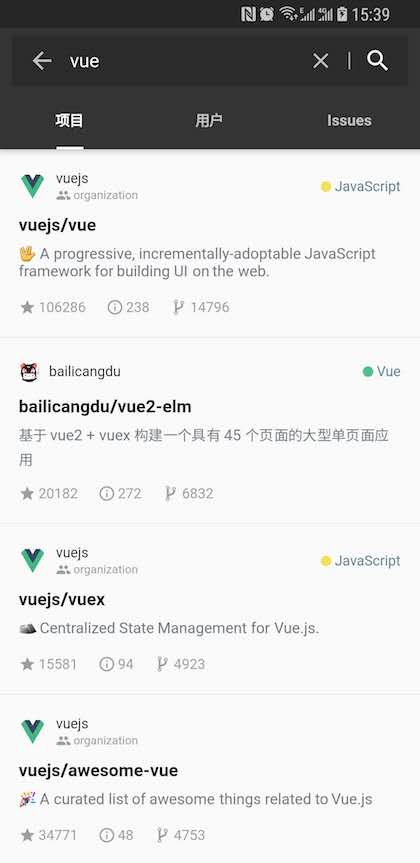 15:39
vue
项目 用户 Issues
vuejs
organization
JavaScript
vuejs/vue
🖖 A progressive, incrementally-adoptable JavaScript
framework for building UI on the web.
106286 238 14796
bailicangdu
Vue
bailicangdu/vue2-elm
基于 vue2 + vuex 构建一个具有 45 个页面的大型单页面应
用
20182 272 6832
vuejs
organization
JavaScript
vuejs/vuex
Centralized State Management for Vue.js.
15581 94 4923
vuejs
organization
vuejs/awesome-vue
🎉 A curated list of awesome things related to Vue.js
34771 48 4753